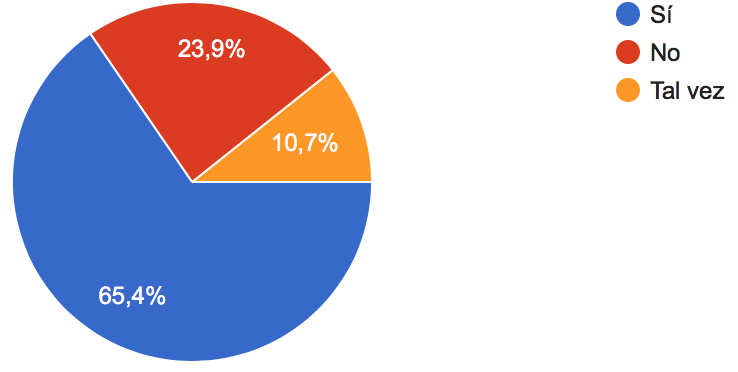 23,9%
10,7%
65,4%
Sí
No
Tal vez